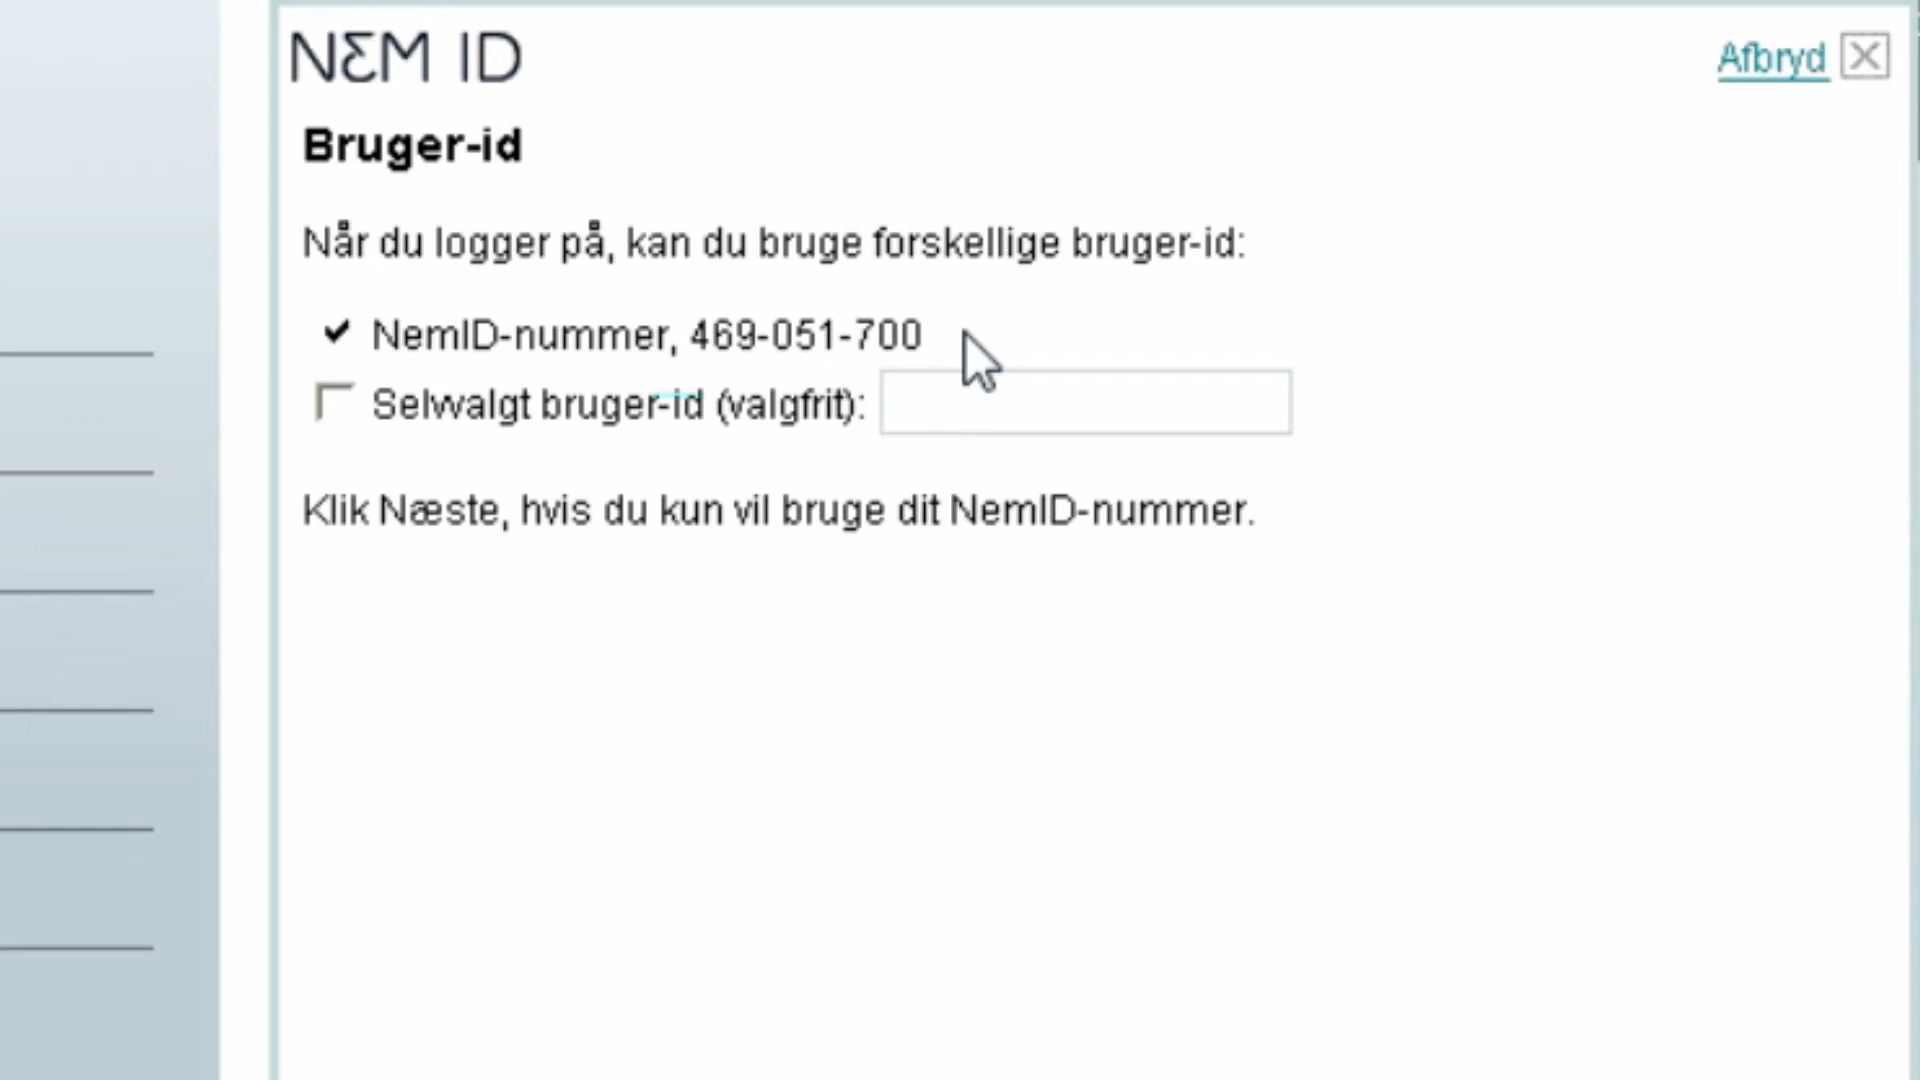 NEM ID
Afbryd
Bruger-id
Når du logger på, kan du bruge forskellige bruger-id:
NemID-nummer, 469-051-700
Selvvalgt bruger-id (valgfrit):
Klik Næste, hvis du kun vil bruge dit NemID-nummer.